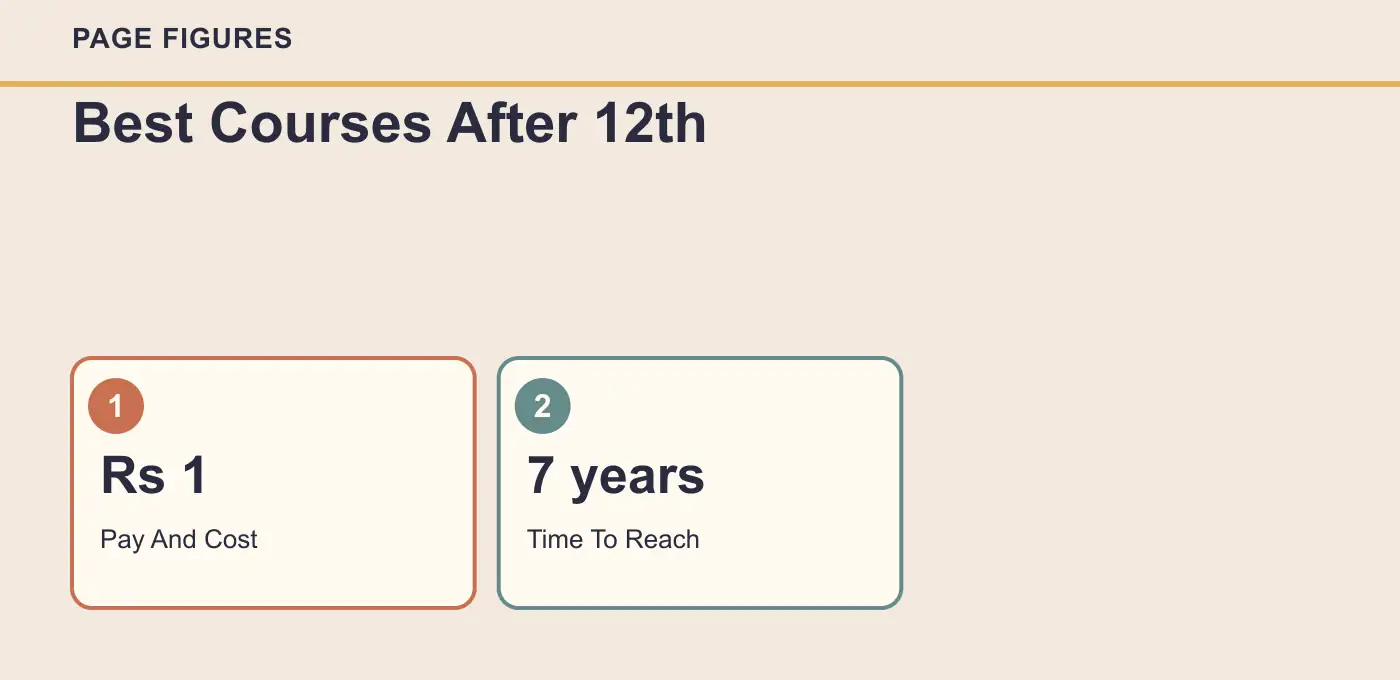 PAGE FIGURES
Best Courses After 12th
1
Rs 1
Pay And Cost
2
7 years
Time To Reach